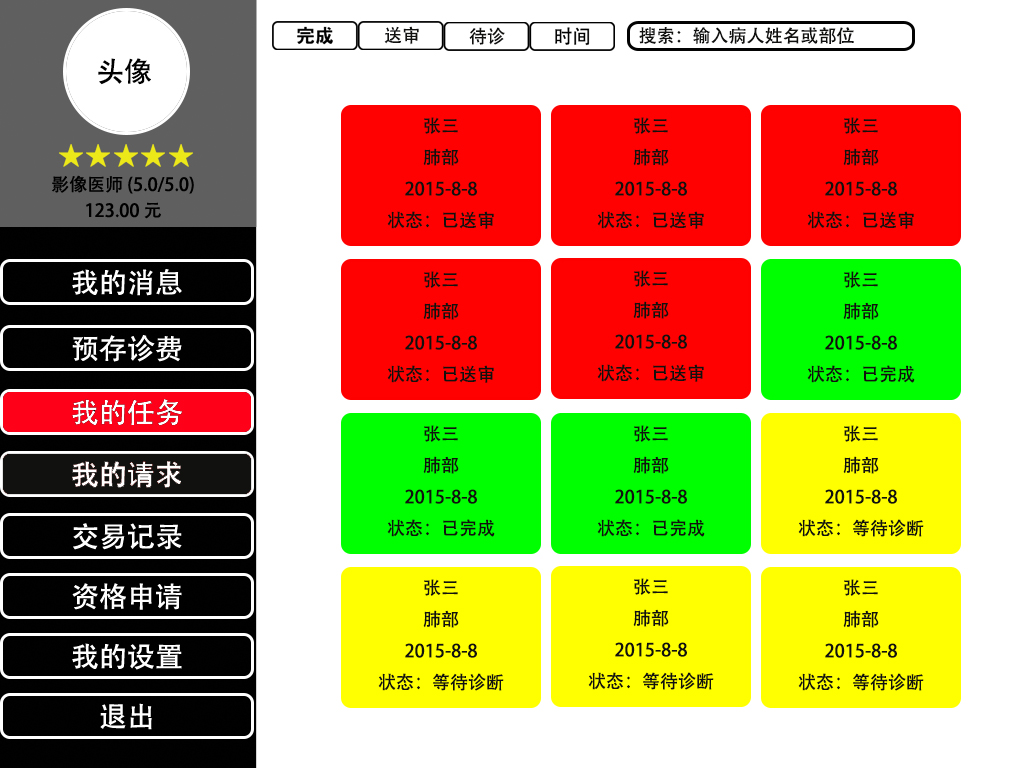 头像
影像医师 (5.0/5.0)
123.00 元
我的消息
预存诊费
我的任务
我的请求
交易记录
资格申请
我的设置
退出
完成 送审 待诊 时间 搜索：输入病人姓名或部位
张三
肺部
2015-8-8
状态：已送审
张三
肺部
2015-8-8
状态：已送审
张三
肺部
2015-8-8
状态：已送审
张三
肺部
2015-8-8
状态：已送审
张三
肺部
2015-8-8
状态：已送审
张三
肺部
2015-8-8
状态：已完成
张三
肺部
2015-8-8
状态：已完成
张三
肺部
2015-8-8
状态：已完成
张三
肺部
2015-8-8
状态：等待诊断
张三
肺部
2015-8-8
状态：等待诊断
张三
肺部
2015-8-8
状态：等待诊断
张三
肺部
2015-8-8
状态：等待诊断